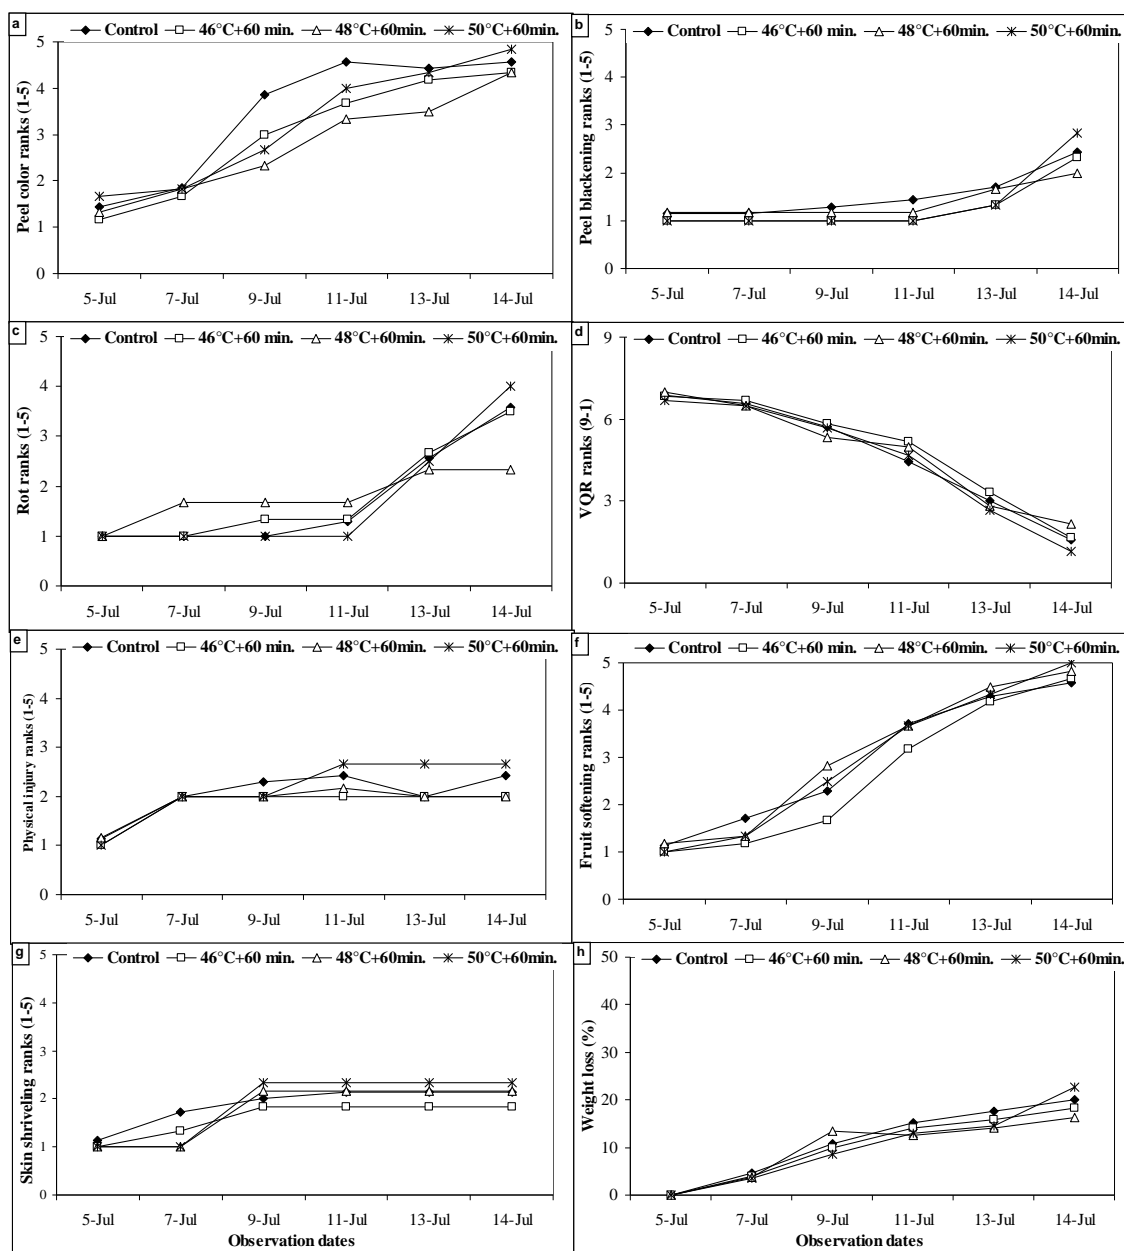 a
Control 46°C+60 min. 48°C+60min. 50°C+60min.
Peel color ranks (1-5)
5
4
3
2
1
0
5-Jul 7-Jul 9-Jul 11-Jul 13-Jul 14-Jul
b
Control 46°C+60 min. 48°C+60min. 50°C+60min.
Peel blackening ranks (1-5)
5
4
3
2
1
0
5-Jul 7-Jul 9-Jul 11-Jul 13-Jul 14-Jul
c
Control 46°C+60 min. 48°C+60min. 50°C+60min.
Rot ranks (1-5)
5
4
3
2
1
0
5-Jul 7-Jul 9-Jul 11-Jul 13-Jul 14-Jul
d
Control 46°C+60 min. 48°C+60min. 50°C+60min.
VQR ranks (9-1)
9
6
3
0
5-Jul 7-Jul 9-Jul 11-Jul 13-Jul 14-Jul
e
Control 46°C+60 min. 48°C+60min. 50°C+60min.
Physical injury ranks (1-5)
5
4
3
2
1
0
5-Jul 7-Jul 9-Jul 11-Jul 13-Jul 14-Jul
f
Control 46°C+60 min. 48°C+60min. 50°C+60min.
Fruit softening ranks (1-5)
5
4
3
2
1
0
5-Jul 7-Jul 9-Jul 11-Jul 13-Jul 14-Jul
g
Control 46°C+60 min. 48°C+60min. 50°C+60min.
Skin shriveling ranks (1-5)
5
4
3
2
1
0
5-Jul 7-Jul 9-Jul 11-Jul 13-Jul 14-Jul
Observation dates
h
Control 46°C+60 min. 48°C+60min. 50°C+60min.
Weight loss (%)
50
40
30
20
10
0
5-Jul 7-Jul 9-Jul 11-Jul 13-Jul 14-Jul
Observation dates